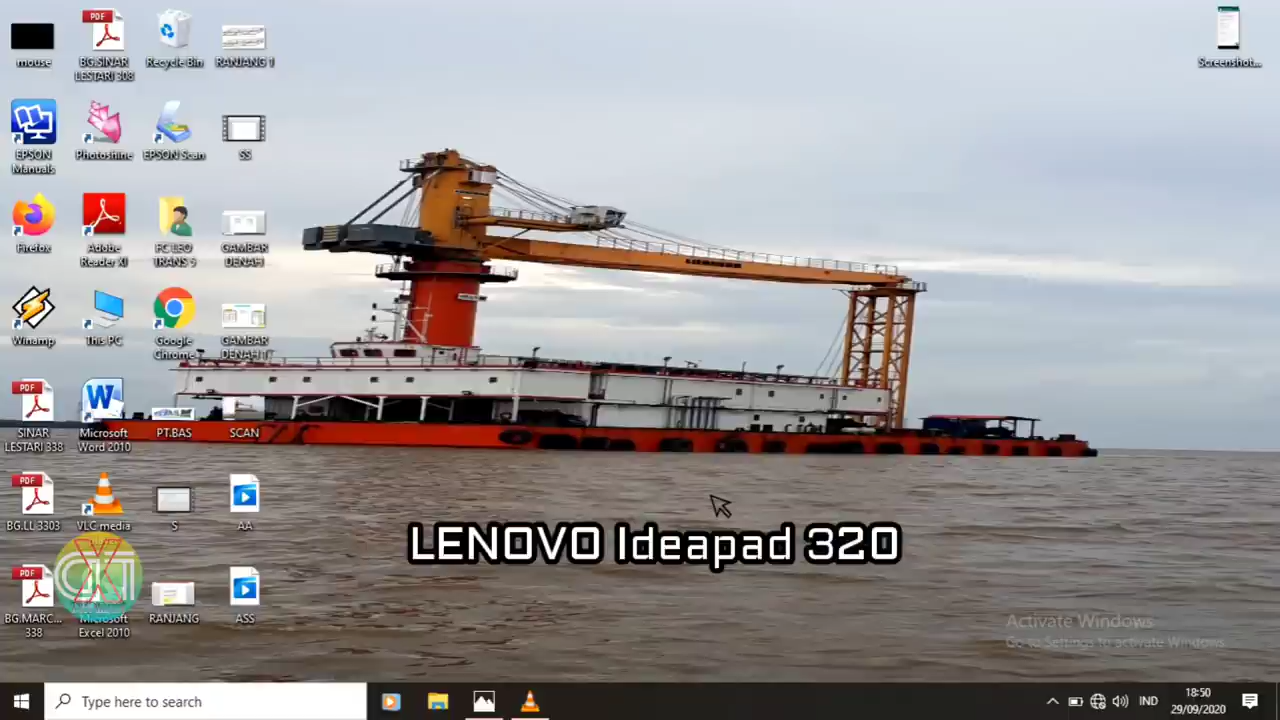 mouse
BG.SINAR
LESTARI 308
Recycle Bin
RANJANG 1
Screenshot...
EPSON
Manuals
Photoshine
EPSON Scan
SS
Firefox
Adobe
Reader XI
FC LEO
TRANS 5
GAMBAR
DENAH
Winamp
This PC
Google
Chrome
GAMBAR
DENAH 1
SINAR
LESTARI 338
Microsoft
Word 2010
PT.BAS
SCAN
BG.LL 3303
VLC media
S
AA
LENOVO Ideapad 320
BG.MARC...
338
Microsoft
Excel 2010
RANJANG
ASS
Activate Windows
Go to Settings to activate Windows.
Type here to search
IND
18:50
29/09/2020